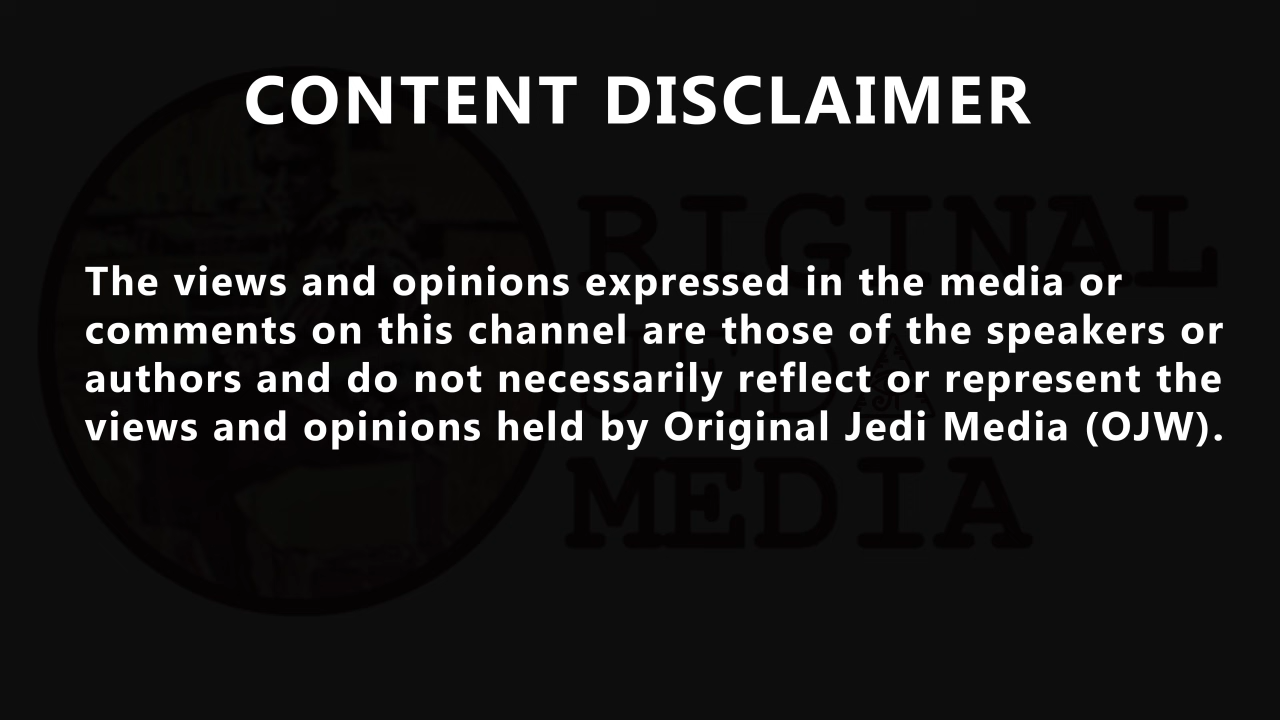 CONTENT DISCLAIMER
RIGINAL
The views and opinions expressed in the media or
comments on this channel are those of the speakers or
authors and do not necessarily reflect or represent the
views and opinions held by Original Jedi Media (OJW).
MEDIA